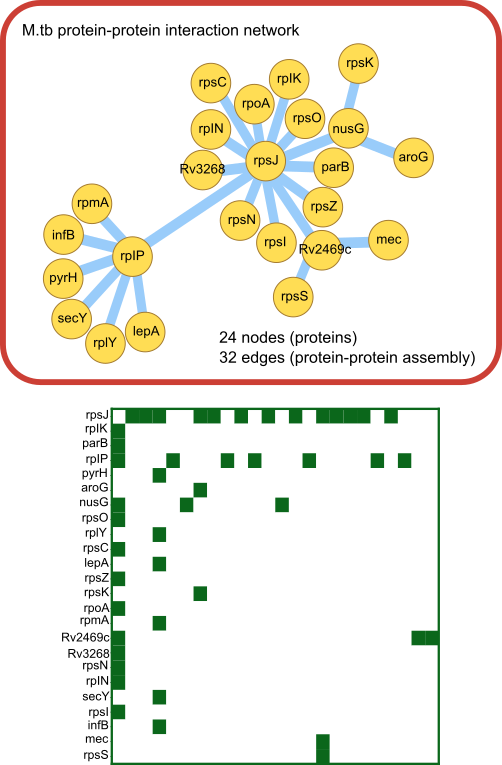 M.tb protein-protein interaction network
rpsK
rpsC
rplK
rpoA
rpsO
rplN
nusG
rpsJ
aroG
Rv3268
parB
rpmA
rpsZ
rpsN
infB
rpsI
mec
rplP
Rv2469c
pyrH
rpsS
secY
lepA
rplY
24 nodes (proteins)
32 edges (protein-protein assembly)
rpsJ
rplK
parB
rplP
pyrH
aroG
nusG
rpsO
rplY
rpsC
lepA
rpsZ
rpsK
rpoA
rpmA
Rv2469c
Rv3268
rpsN
rplN
secY
rpsI
infB
mec
rpsS